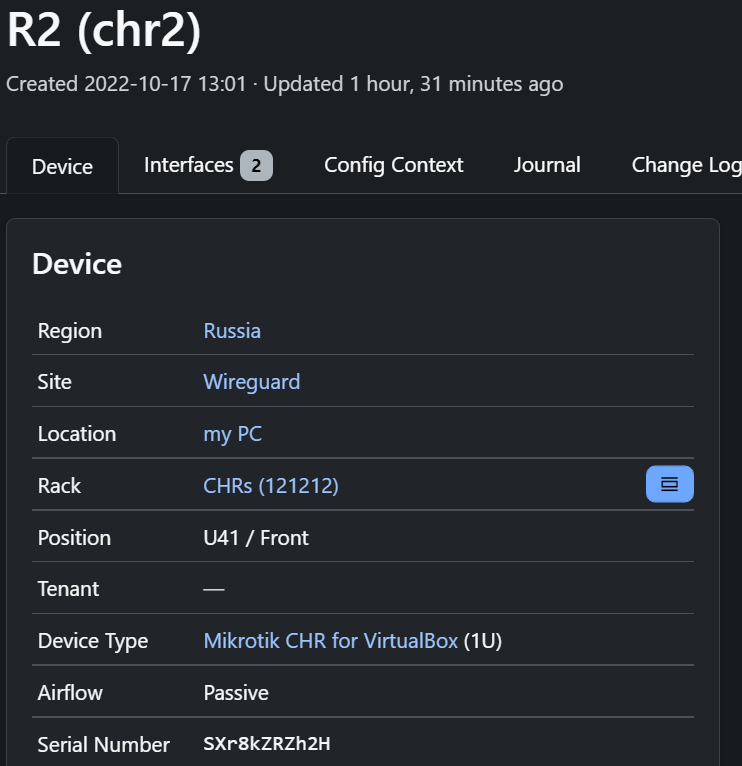 R2 (chr2)
Created 2022-10-17 13:01 · Updated 1 hour, 31 minutes ago
Device Interfaces 2 Config Context Journal Change Log
Device
Region Russia
Site Wireguard
Location my PC
Rack CHRs (121212)
Position U41 / Front
Tenant —
Device Type Mikrotik CHR for VirtualBox (1U)
Airflow Passive
Serial Number SXr8kZRZh2H